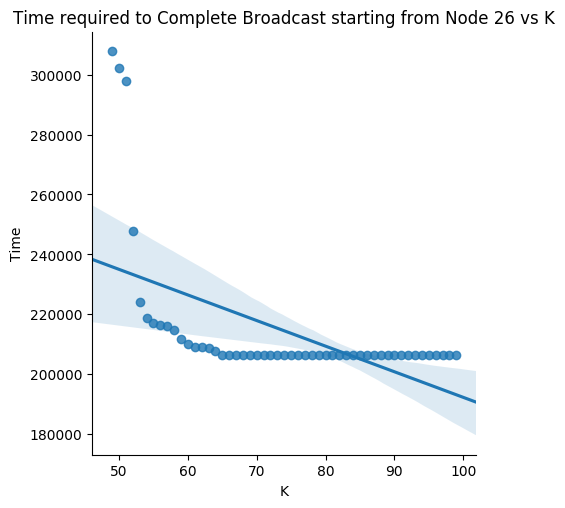 Time required to Complete Broadcast starting from Node 26 vs K
300000
280000
260000
240000
220000
200000
180000
Time
50 60 70 80 90 100
K